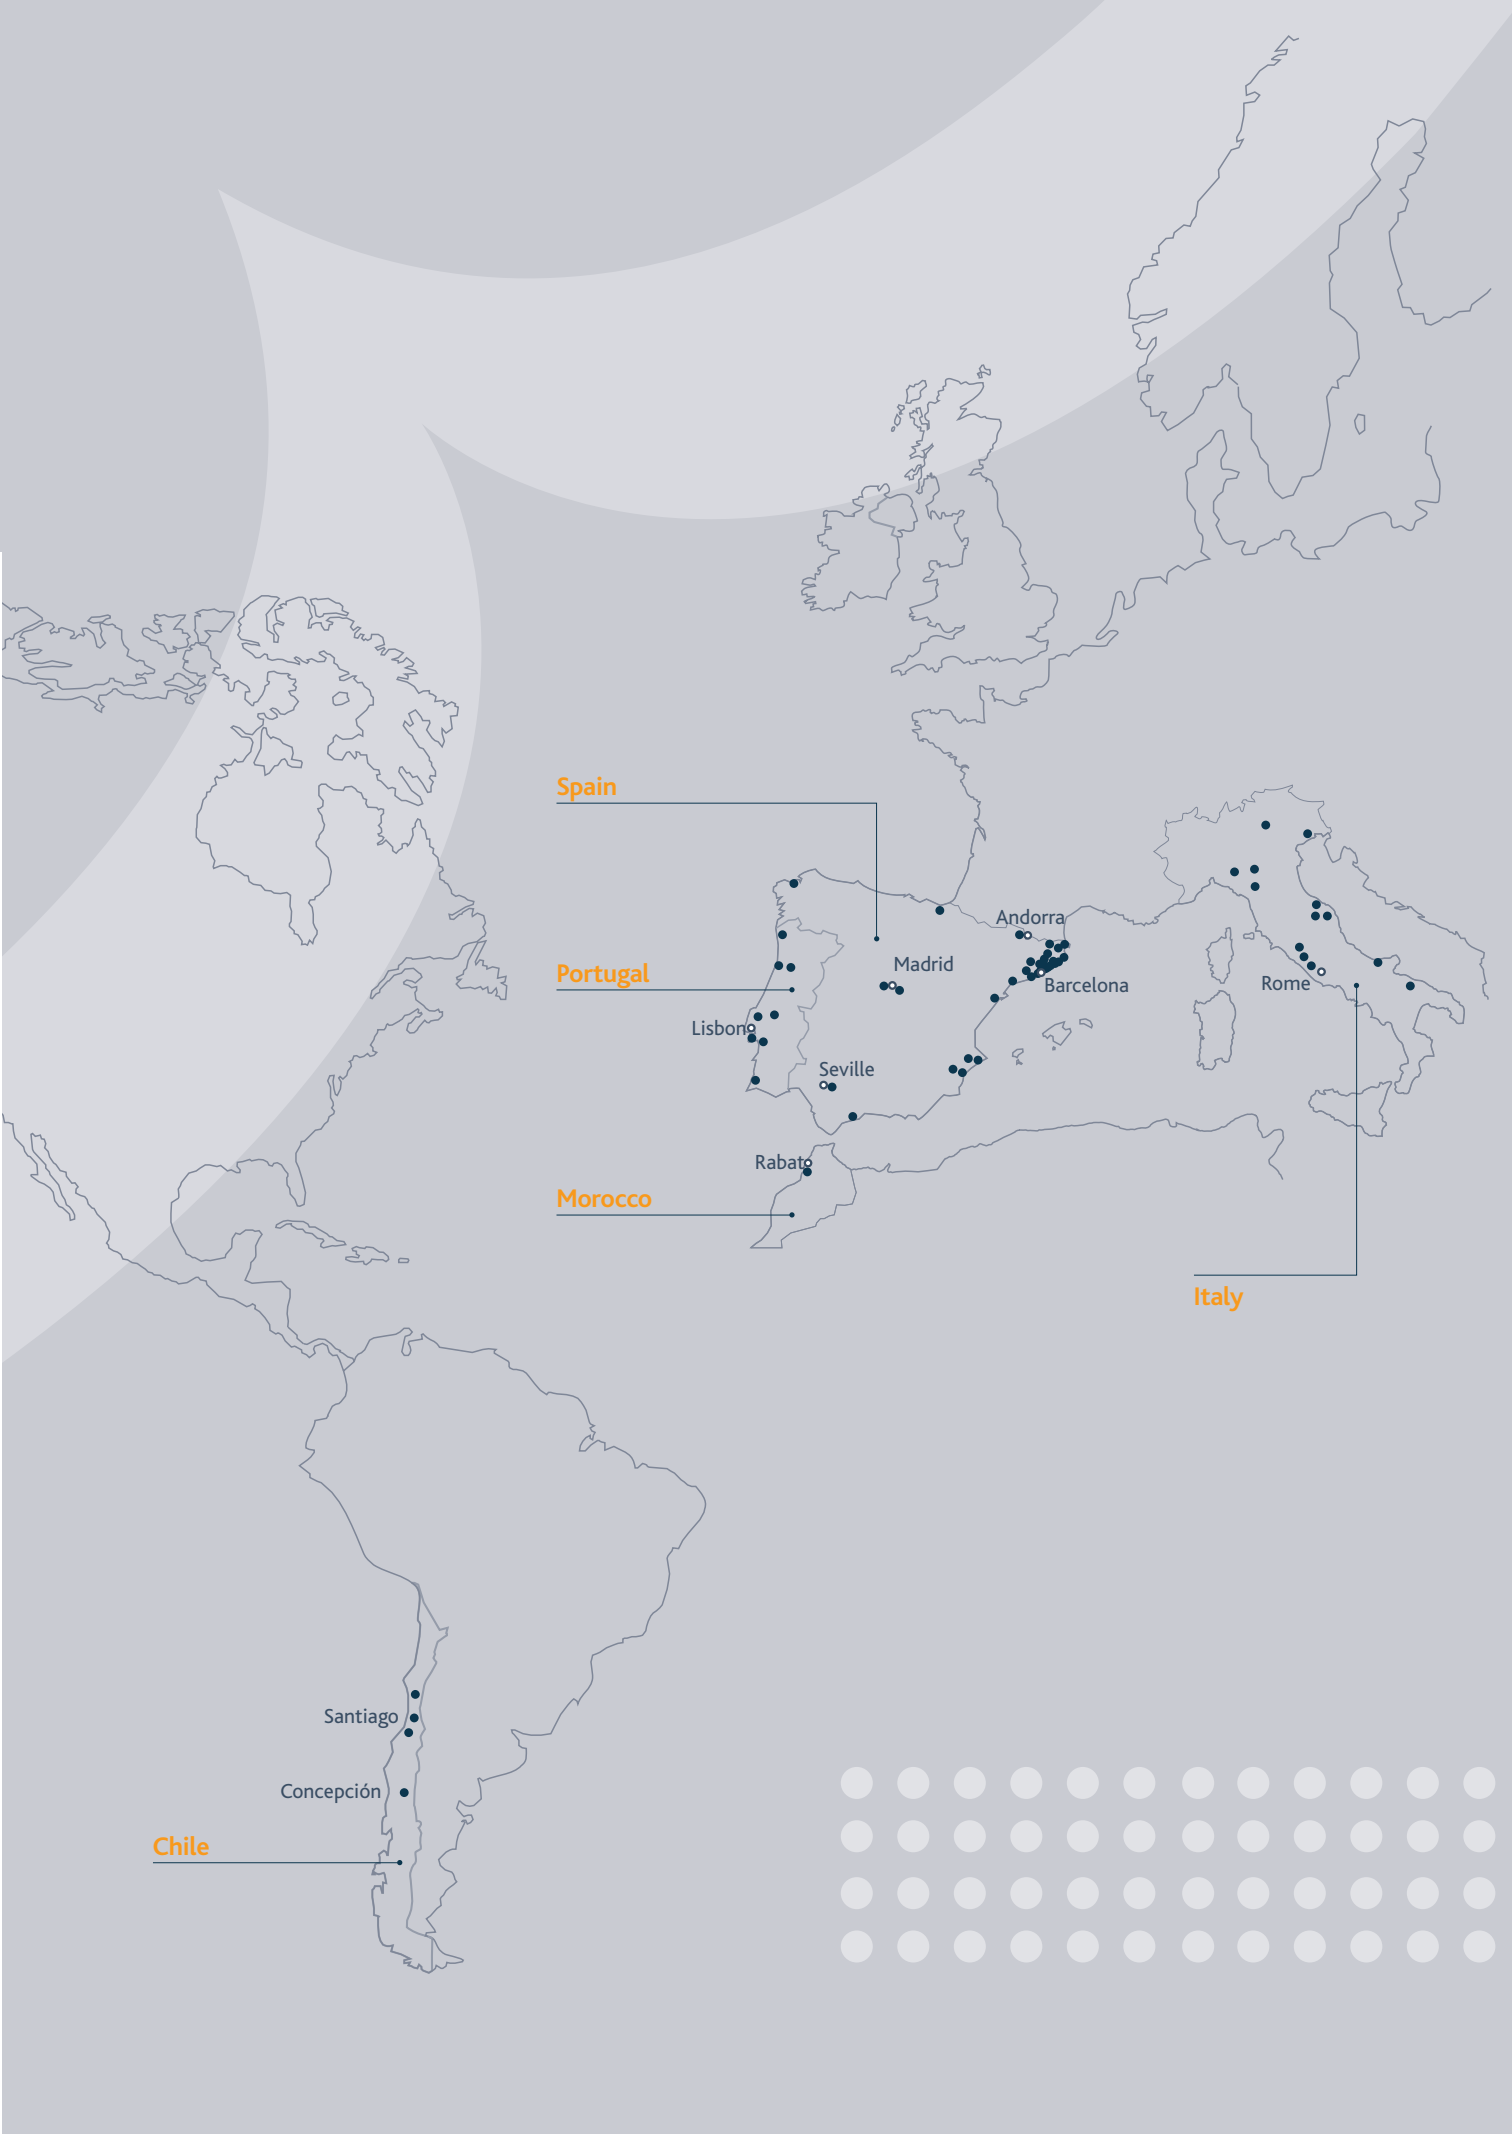 Spain
Andorra
Madrid
Portugal
Barcelona
Rome
Lisbon
Seville
Rabat
Morocco
Italy
Santiago
Concepción
Chile